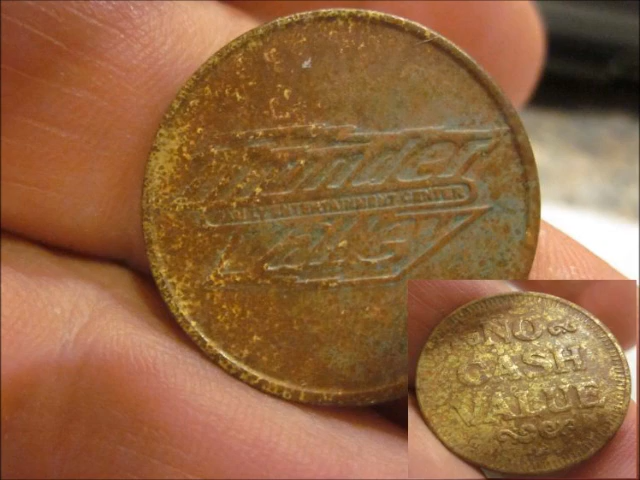 Thunder
FAMILY ENTERTAINMENT CENTER
Valley
NO
CASH
VALUE